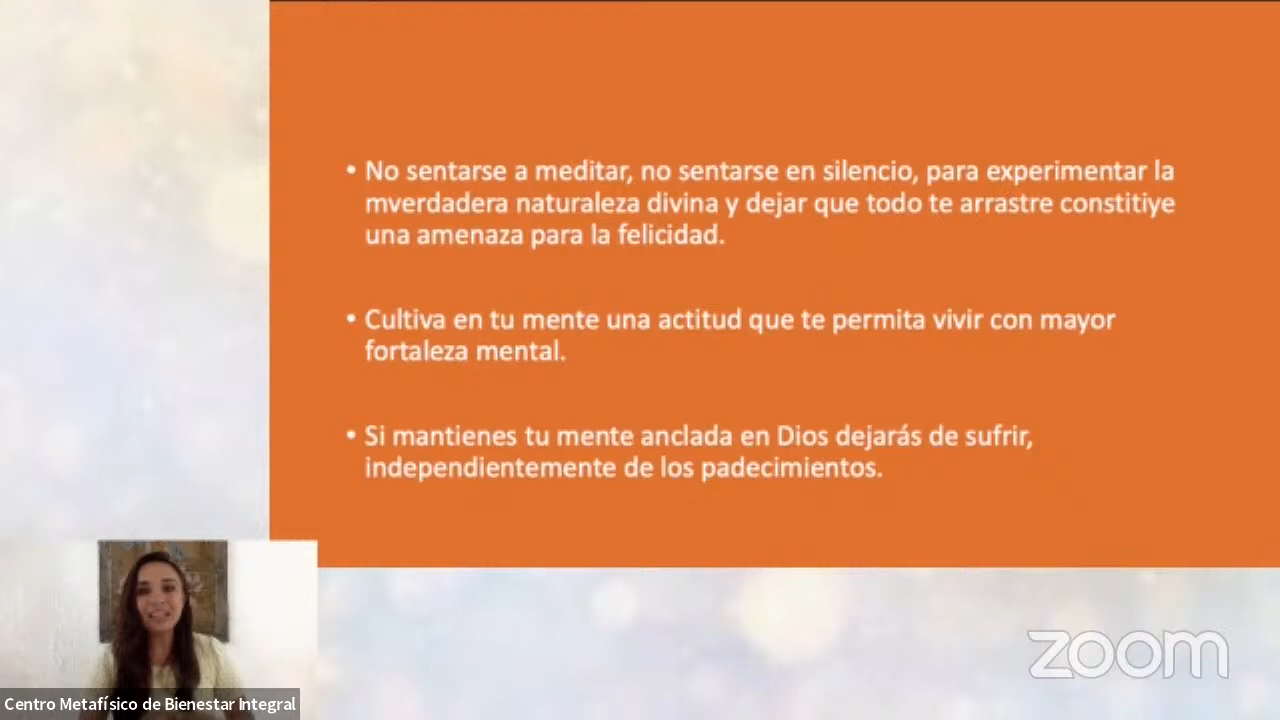 • No sentarse a meditar, no sentarse en silencio, para experimentar la
mverdadera naturaleza divina y dejar que todo te arrastre constitiye
una amenaza para la felicidad.
• Cultiva en tu mente una actitud que te permita vivir con mayor
fortaleza mental.
• Si mantienes tu mente anclada en Dios dejarás de sufrir,
independientemente de los padecimientos.
zoom
Centro Metafísico de Bienestar Integral